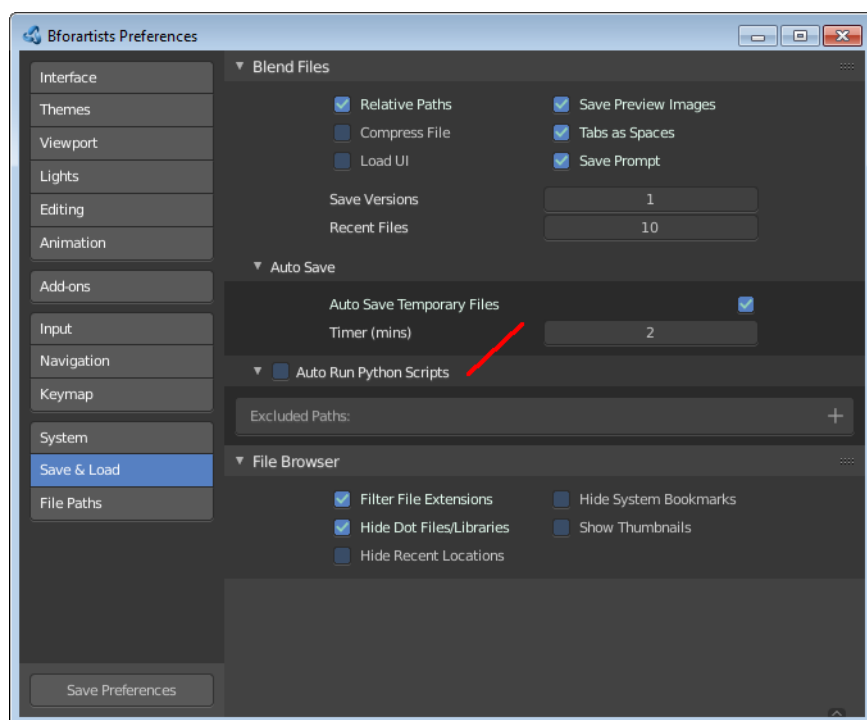 Bforartists Preferences
Interface
Themes
Viewport
Lights
Editing
Animation
Add-ons
Input
Navigation
Keymap
System
Save & Load
File Paths
Save Preferences
Blend Files
Relative Paths
Save Preview Images
Compress File
Tabs as Spaces
Load UI
Save Prompt
Save Versions 1
Recent Files 10
Auto Save
Auto Save Temporary Files
Timer (mins) 2
Auto Run Python Scripts
Excluded Paths:
File Browser
Filter File Extensions
Hide System Bookmarks
Hide Dot Files/Libraries
Show Thumbnails
Hide Recent Locations